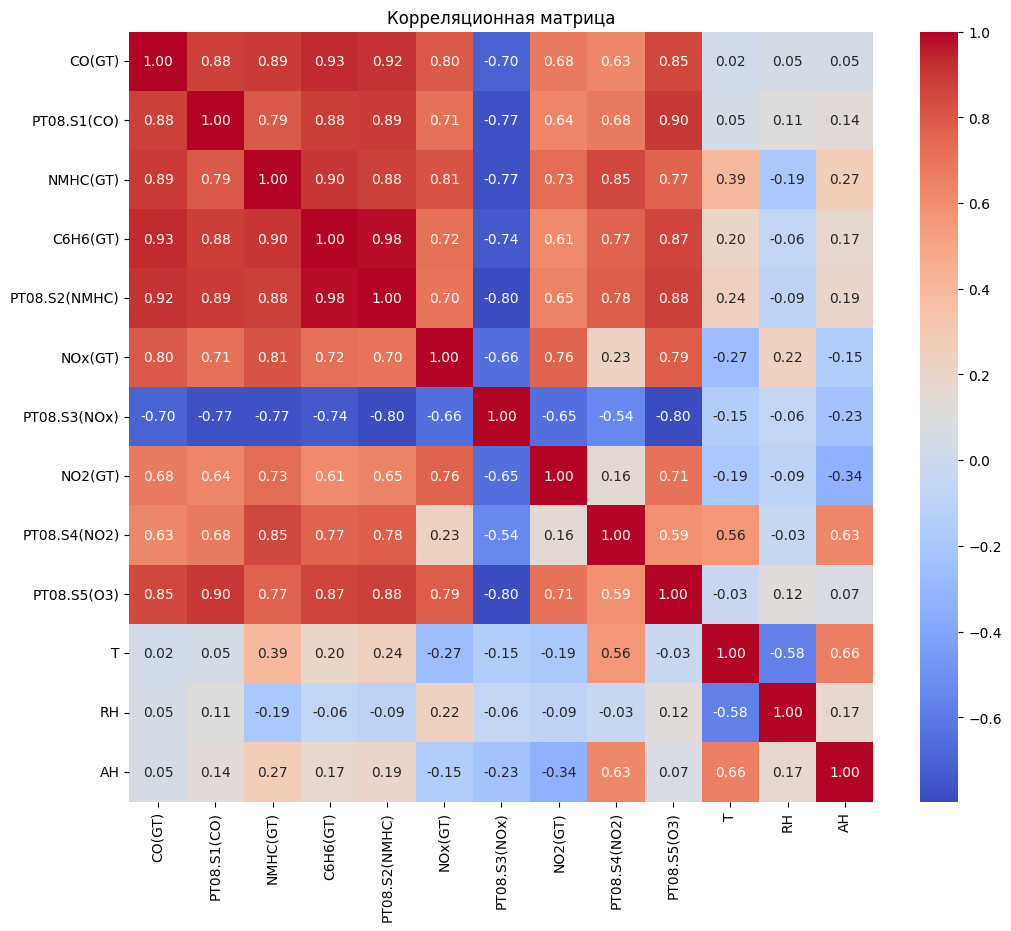 Корреляционная матрица
CO(GT) 1.00 0.88 0.89 0.93 0.92 0.80 -0.70 0.68 0.63 0.85 0.02 0.05 0.05
PT08.S1(CO) 0.88 1.00 0.79 0.88 0.89 0.71 -0.77 0.64 0.68 0.90 0.05 0.11 0.14
NMHC(GT) 0.89 0.79 1.00 0.90 0.88 0.81 -0.77 0.73 0.85 0.77 0.39 -0.19 0.27
C6H6(GT) 0.93 0.88 0.90 1.00 0.98 0.72 -0.74 0.61 0.77 0.87 0.20 -0.06 0.17
PT08.S2(NMHC) 0.92 0.89 0.88 0.98 1.00 0.70 -0.80 0.65 0.78 0.88 0.24 -0.09 0.19
NOx(GT) 0.80 0.71 0.81 0.72 0.70 1.00 -0.66 0.76 0.23 0.79 -0.27 0.22 -0.15
PT08.S3(NOx) -0.70 -0.77 -0.77 -0.74 -0.80 -0.66 1.00 -0.65 -0.54 -0.80 -0.15 -0.06 -0.23
NO2(GT) 0.68 0.64 0.73 0.61 0.65 0.76 -0.65 1.00 0.16 0.71 -0.19 -0.09 -0.34
PT08.S4(NO2) 0.63 0.68 0.85 0.77 0.78 0.23 -0.54 0.16 1.00 0.59 0.56 -0.03 0.63
PT08.S5(O3) 0.85 0.90 0.77 0.87 0.88 0.79 -0.80 0.71 0.59 1.00 -0.03 0.12 0.07
T 0.02 0.05 0.39 0.20 0.24 -0.27 -0.15 -0.19 0.56 -0.03 1.00 -0.58 0.66
RH 0.05 0.11 -0.19 -0.06 -0.09 0.22 -0.06 -0.09 -0.03 0.12 -0.58 1.00 0.17
AH 0.05 0.14 0.27 0.17 0.19 -0.15 -0.23 -0.34 0.63 0.07 0.66 0.17 1.00
CO(GT)
PT08.S1(CO)
NMHC(GT)
C6H6(GT)
PT08.S2(NMHC)
NOx(GT)
PT08.S3(NOx)
NO2(GT)
PT08.S4(NO2)
PT08.S5(O3)
T
RH
AH
1.0
0.8
0.6
0.4
0.2
0.0
−0.2
−0.4
−0.6